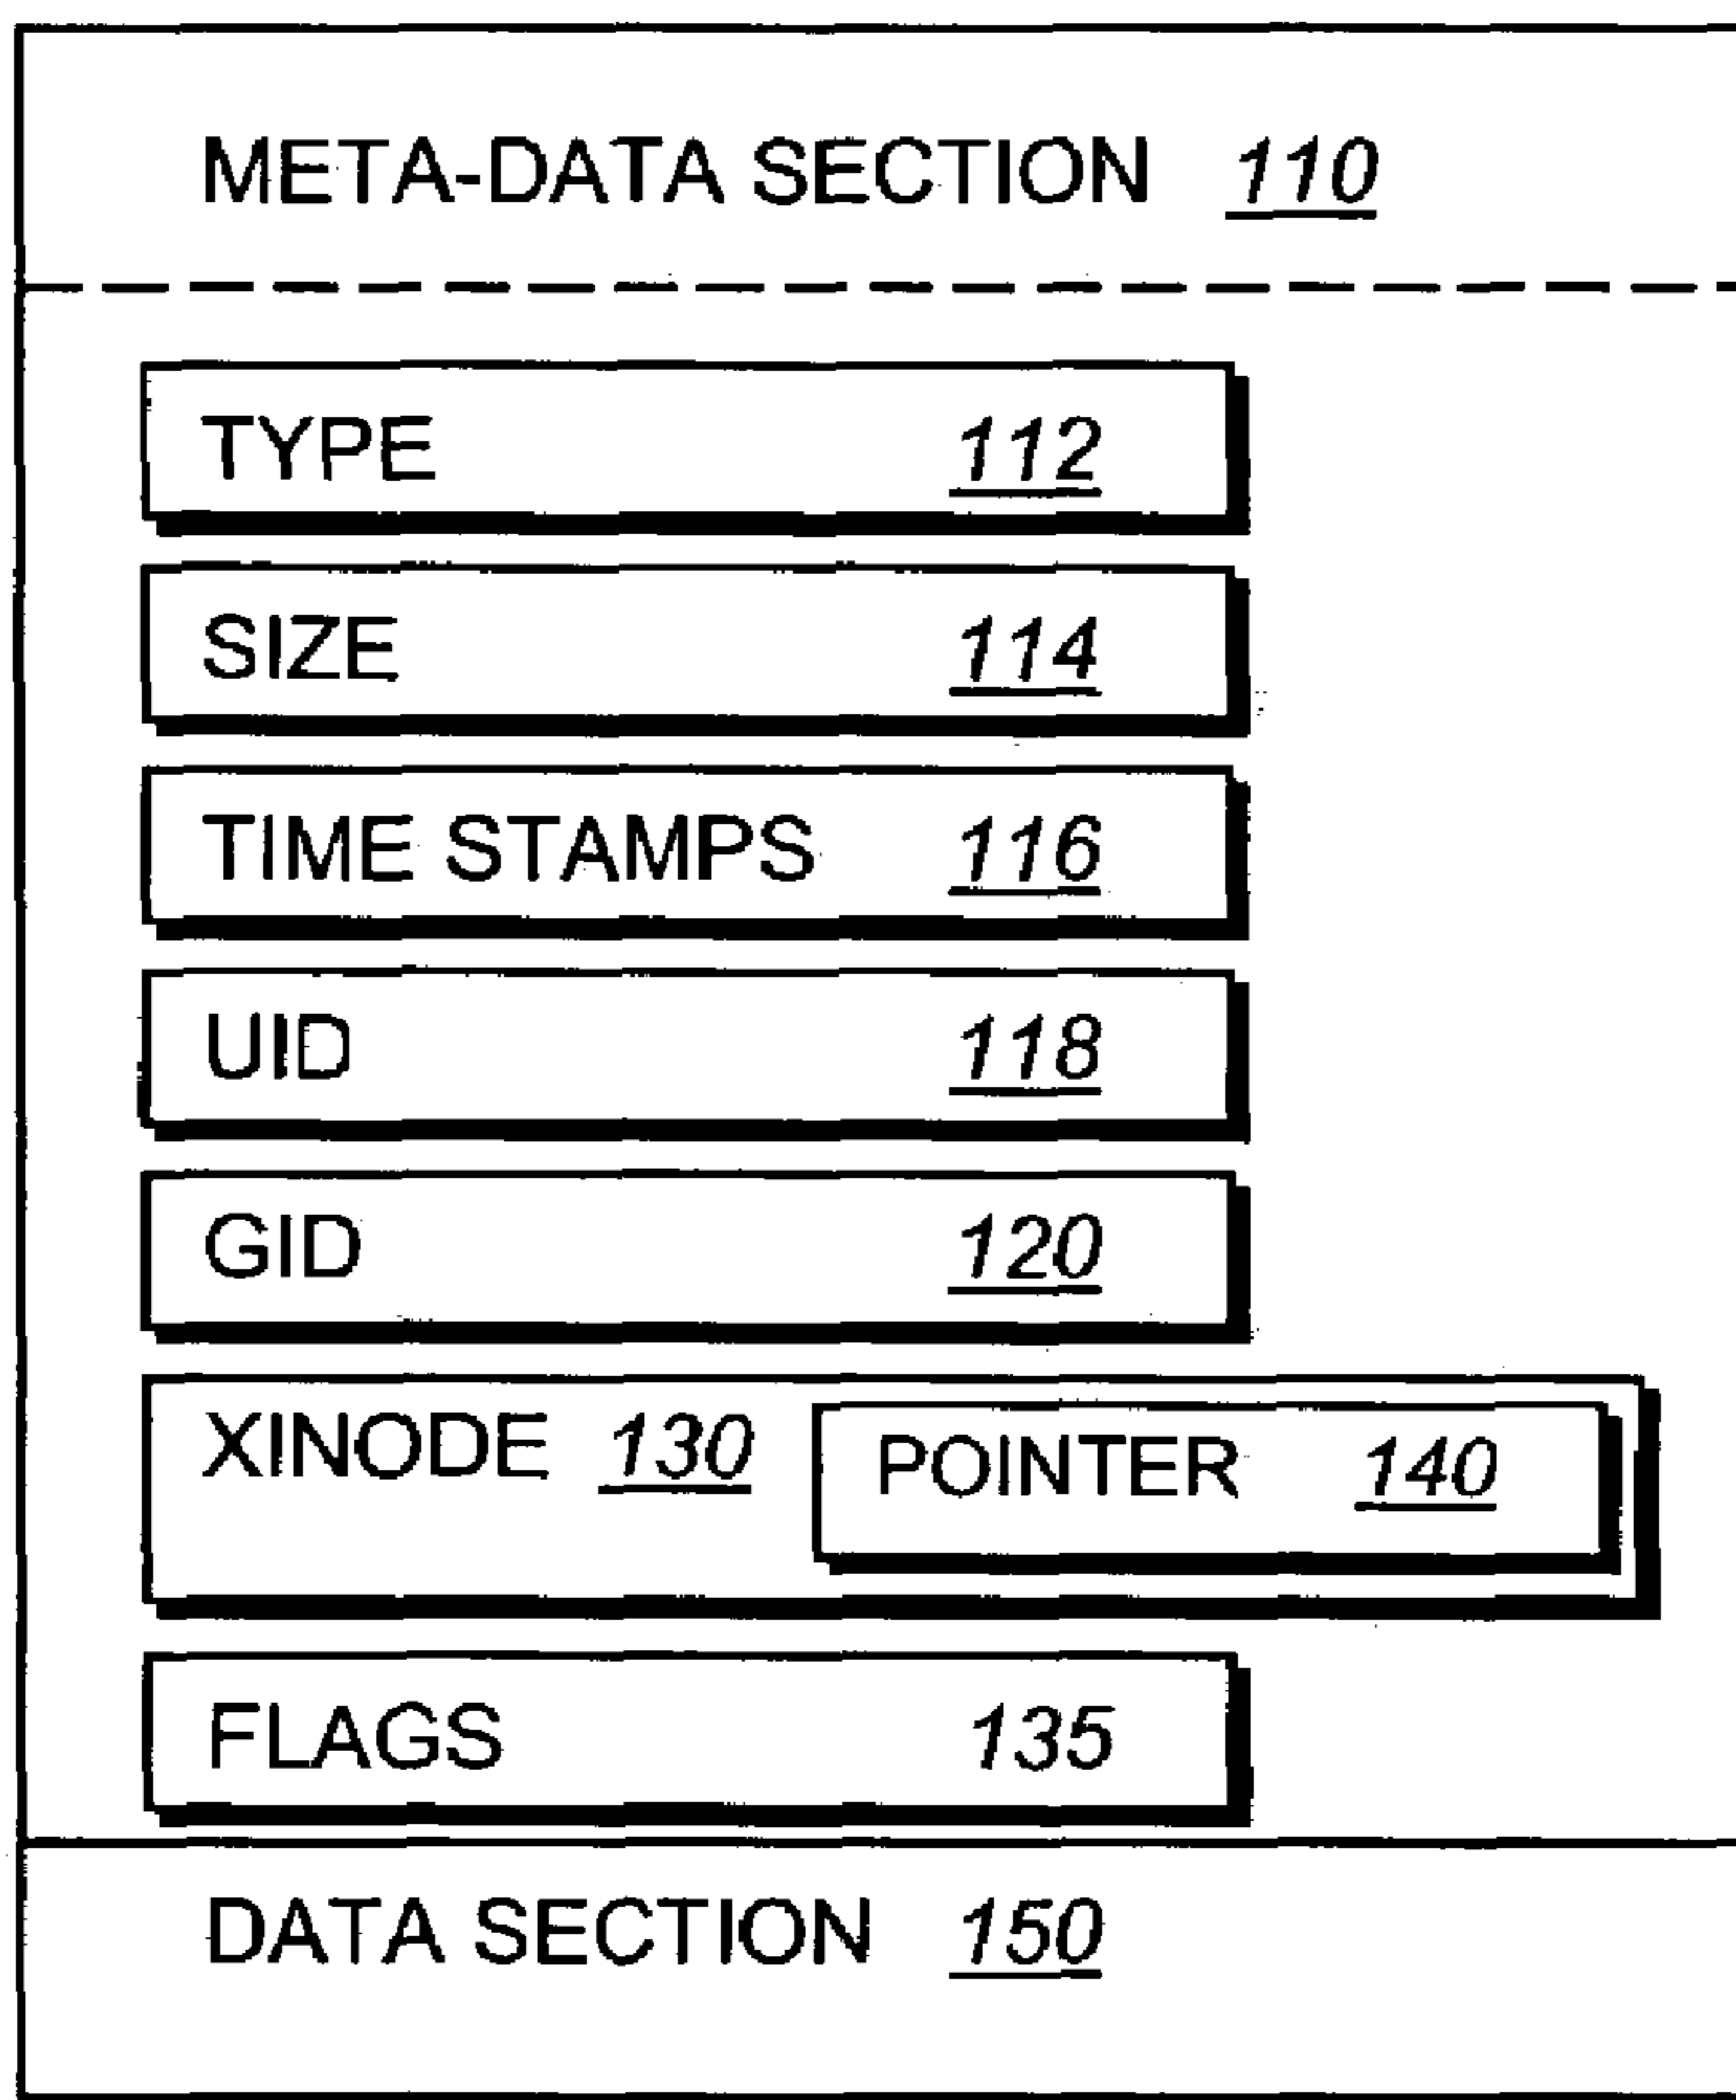 META-DATA SECTION 110
TYPE 112
SIZE 114
TIME STAMPS 116
UID 118
GID 120
XINODE 130 POINTER 140
FLAGS 135
DATA SECTION 150